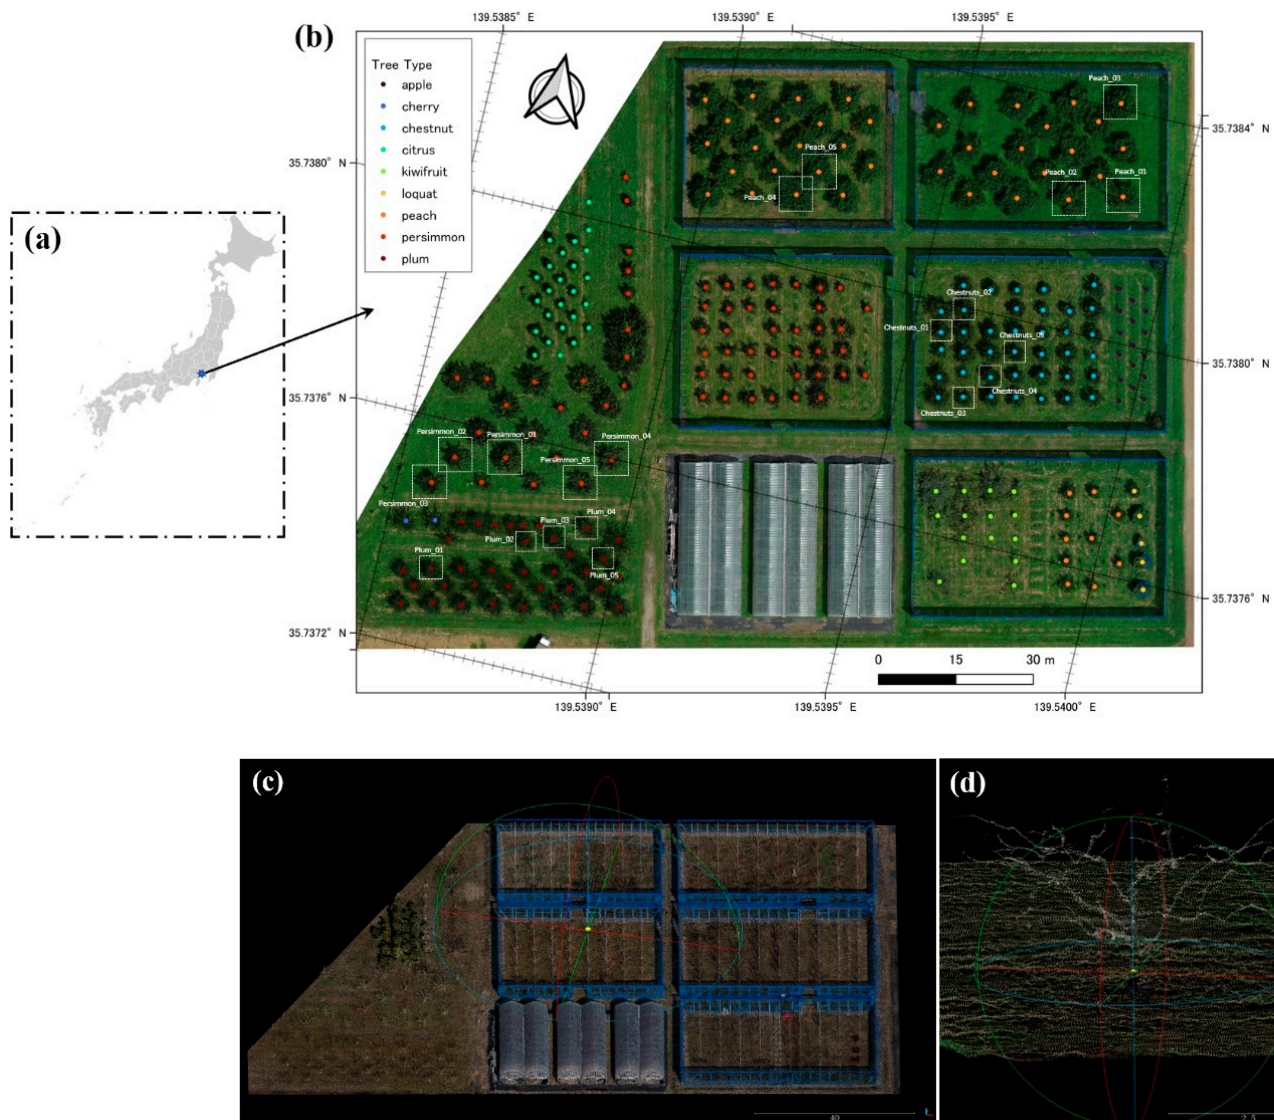 139.5385° E
139.5390° E
139.5395° E
(b)
Tree Type
apple
cherry
chestnut
citrus
kiwifruit
loquat
peach
persimmon
plum
Peach_03
35.7384° N
Peach_05
35.7380° N
Peach_02
Peach_01
Peach_04
(a)
Chestnuts_02
Chestnuts_01
Chestnuts_05
35.7380° N
Chestnuts_04
35.7376° N
Chestnuts_03
Persimmon_02
Persimmon_01
Persimmon_04
Persimmon_05
Persimmon_03
Plum_04
Plum_03
Plum_02
Plum_01
Plum_05
35.7376° N
35.7372° N
0 15 30 m
139.5390° E
139.5395° E
139.5400° E
(c)
(d)
40
2.5